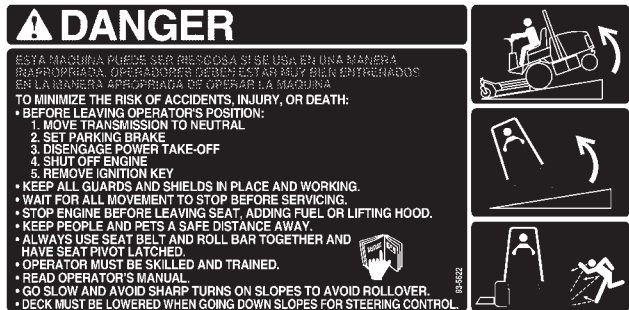 DANGER
ESTA MAQUINA PUEDE SER RIESGOSA SI SE USA EN UNA MANERA
INAPROPRIADA. OPERADORES DEBEN ESTAR MUY BIEN ENTRENADOS
EN LA MANERA APROPRIADA DE OPERAR LA MAQUINA
TO MINIMIZE THE RISK OF ACCIDENTS, INJURY, OR DEATH:
• BEFORE LEAVING OPERATOR'S POSITION:
1. MOVE TRANSMISSION TO NEUTRAL
2. SET PARKING BRAKE
3. DISENGAGE POWER TAKE-OFF
4. SHUT OFF ENGINE
5. REMOVE IGNITION KEY
• KEEP ALL GUARDS AND SHIELDS IN PLACE AND WORKING.
• WAIT FOR ALL MOVEMENT TO STOP BEFORE SERVICING.
• STOP ENGINE BEFORE LEAVING SEAT, ADDING FUEL OR LIFTING HOOD.
• KEEP PEOPLE AND PETS A SAFE DISTANCE AWAY.
• ALWAYS USE SEAT BELT AND ROLL BAR TOGETHER AND
HAVE SEAT PIVOT LATCHED.
• OPERATOR MUST BE SKILLED AND TRAINED.
• READ OPERATOR'S MANUAL.
• GO SLOW AND AVOID SHARP TURNS ON SLOPES TO AVOID ROLLOVER.
• DECK MUST BE LOWERED WHEN GOING DOWN SLOPES FOR STEERING CONTROL.
93-5622